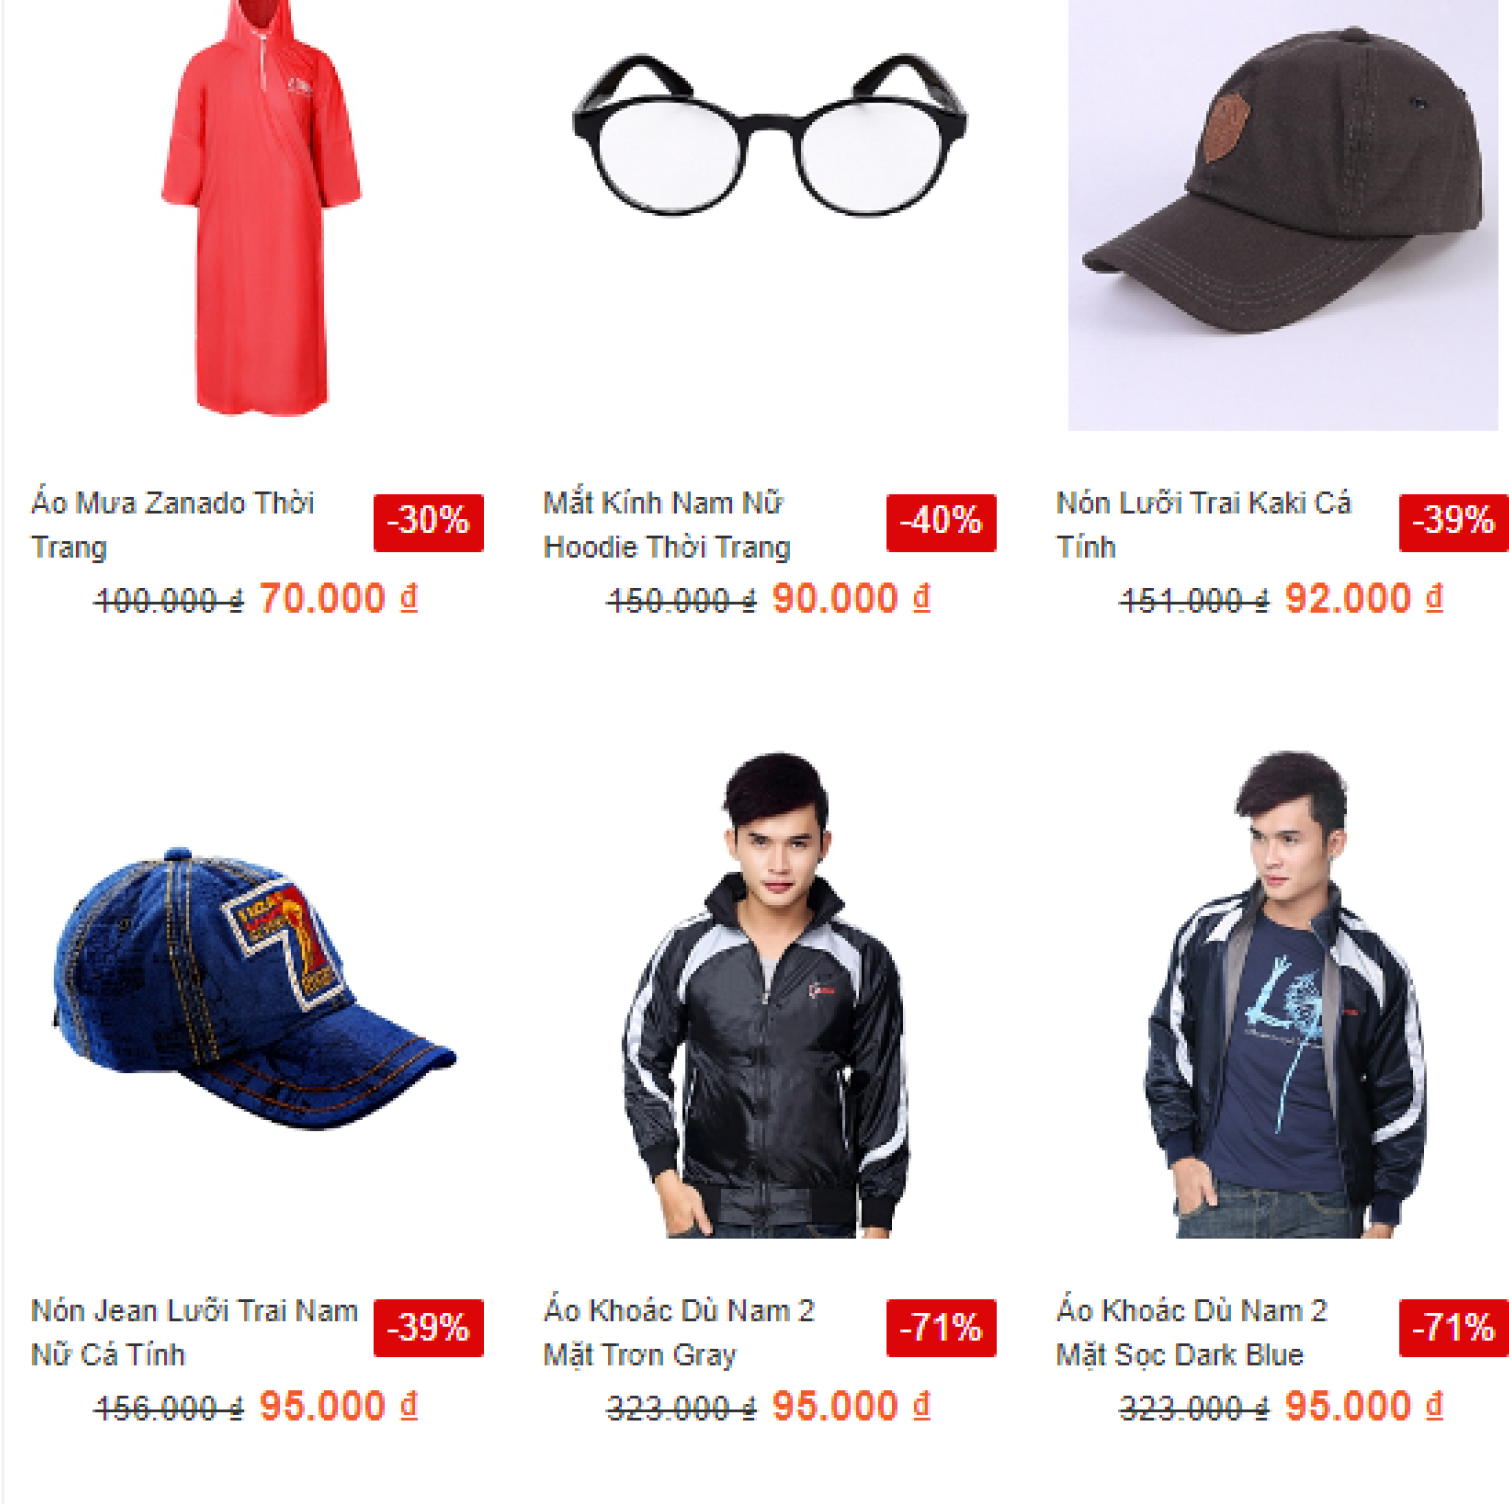 Áo Mưa Zanado Thời
Trang
-30%
100.000 ₫ 70.000 ₫
Mắt Kính Nam Nữ
Hoodie Thời Trang
-40%
150.000 ₫ 90.000 ₫
Nón Lưỡi Trai Kaki Cá
Tính
-39%
151.000 ₫ 92.000 ₫
7
Nón Jean Lưỡi Trai Nam
Nữ Cá Tính
-39%
156.000 ₫ 95.000 ₫
Áo Khoác Dù Nam 2
Mặt Trơn Gray
-71%
323.000 ₫ 95.000 ₫
Áo Khoác Dù Nam 2
Mặt Sọc Dark Blue
-71%
323.000 ₫ 95.000 ₫